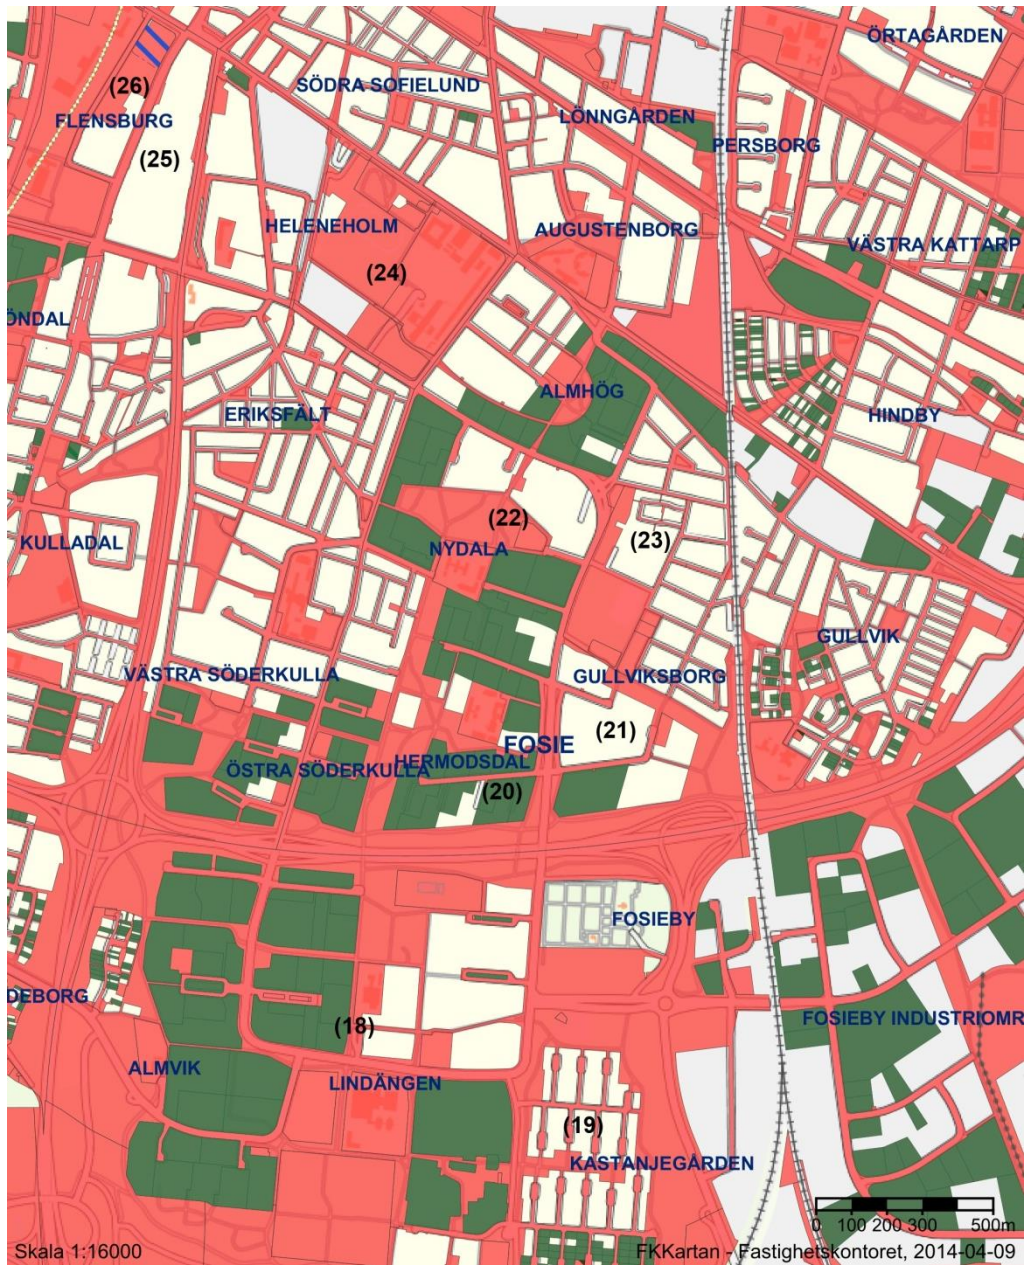 ÖRTAGÅRDEN
SÖDRA SOFIELUND
(26)
LÖNNGÅRDEN
FLENSBURG
PERSBORG
(25)
HELENEHOLM
AUGUSTENBORG
VÄSTRA KATTARP
(24)
ÖNDAL
ALMHÖG
ERIKSFÄLT
HINDBY
(22)
KULLADAL
NYDALA
(23)
GULLVIK
VÄSTRA SÖDERKULLA
GULLVIKSBORG
(21)
FOSIE
HERMODSDAL
ÖSTRA SÖDERKULLA
(20)
FOSIEBY
DEBORG
(18)
FOSIEBY INDUSTRIOMR
ALMVIK
LINDÄNGEN
(19)
KASTANJEGÅRDEN
0 100 200 300 500m
Skala 1:16000
FKKartan - Fastighetskontoret, 2014-04-09